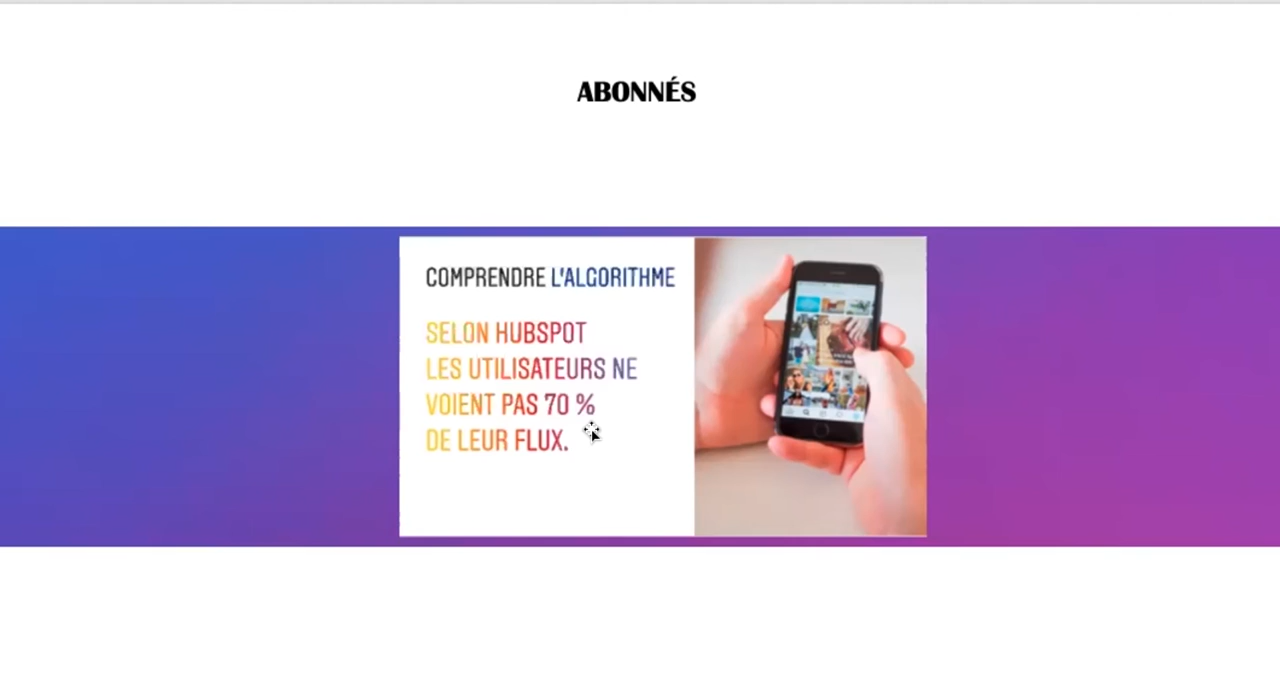 ABONNÉS
COMPRENDRE L'ALGORITHME
SELON HUBSPOT
LES UTILISATEURS NE
VOIENT PAS 70 %
DE LEUR FLUX.